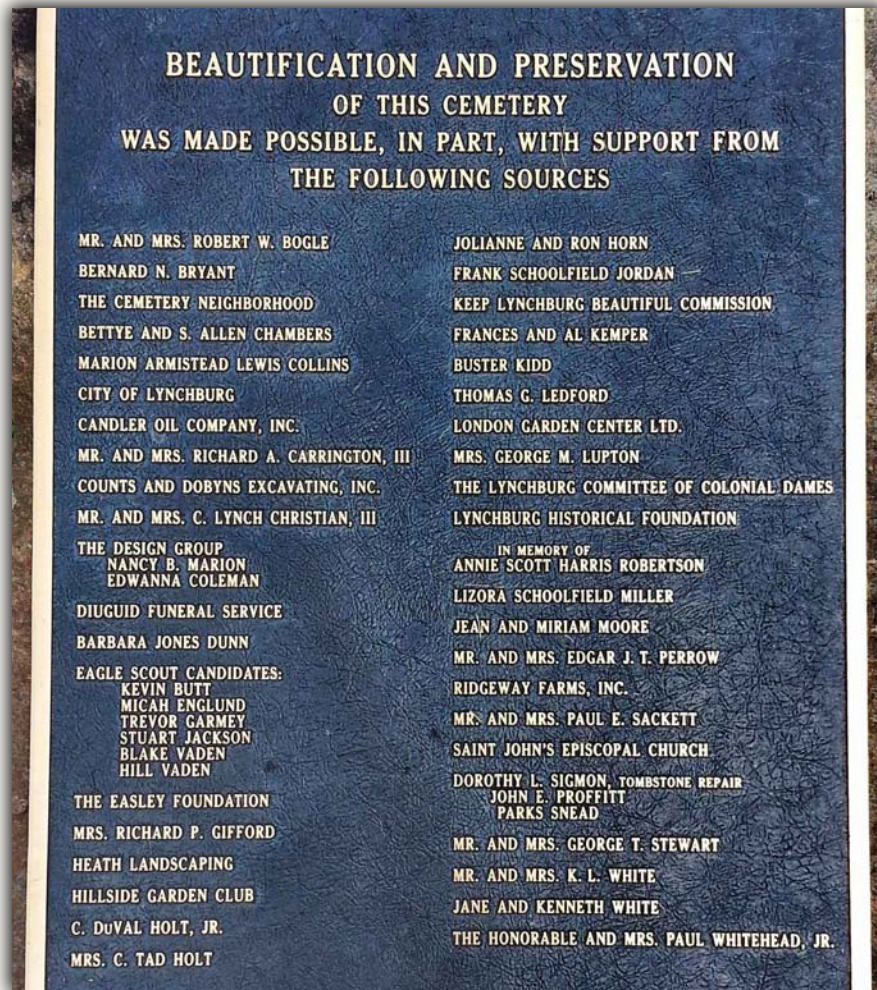 BEAUTIFICATION AND PRESERVATION
OF THIS CEMETERY
WAS MADE POSSIBLE, IN PART, WITH SUPPORT FROM
THE FOLLOWING SOURCES
MR. AND MRS. ROBERT W. BOGLE
BERNARD N. BRYANT
THE CEMETERY NEIGHBORHOOD
BETTYE AND S. ALLEN CHAMBERS
MARION ARMISTEAD LEWIS COLLINS
CITY OF LYNCHBURG
CANDLER OIL COMPANY, INC.
MR. AND MRS. RICHARD A. CARRINGTON, III
COUNTS AND DOBYNS EXCAVATING, INC.
MR. AND MRS. C. LYNCH CHRISTIAN, III
THE DESIGN GROUP
NANCY B. MARION
EDWANNA COLEMAN
DIUGUID FUNERAL SERVICE
BARBARA JONES DUNN
EAGLE SCOUT CANDIDATES:
KEVIN BUTT
MICAH ENGLUND
TREVOR GARMEY
STUART JACKSON
BLAKE VADEN
HILL VADEN
THE EASLEY FOUNDATION
MRS. RICHARD P. GIFFORD
HEATH LANDSCAPING
HILLSIDE GARDEN CLUB
C. DuVAL HOLT, JR.
MRS. C. TAD HOLT
JOLIANNE AND RON HORN
FRANK SCHOOLFIELD JORDAN
KEEP LYNCHBURG BEAUTIFUL COMMISSION
FRANCES AND AL KEMPER
BUSTER KIDD
THOMAS G. LEDFORD
LONDON GARDEN CENTER LTD.
MRS. GEORGE M. LUPTON
THE LYNCHBURG COMMITTEE OF COLONIAL DAMES
LYNCHBURG HISTORICAL FOUNDATION
IN MEMORY OF
ANNIE SCOTT HARRIS ROBERTSON
LIZORA SCHOOLFIELD MILLER
JEAN AND MIRIAM MOORE
MR. AND MRS. EDGAR J. T. PERROW
RIDGEWAY FARMS, INC.
MR. AND MRS. PAUL E. SACKETT
SAINT JOHN'S EPISCOPAL CHURCH
DOROTHY L. SIGMON, TOMBSTONE REPAIR
JOHN E. PROFFITT
PARKS SNEAD
MR. AND MRS. GEORGE T. STEWART
MR. AND MRS. K. L. WHITE
JANE AND KENNETH WHITE
THE HONORABLE AND MRS. PAUL WHITEHEAD, JR.